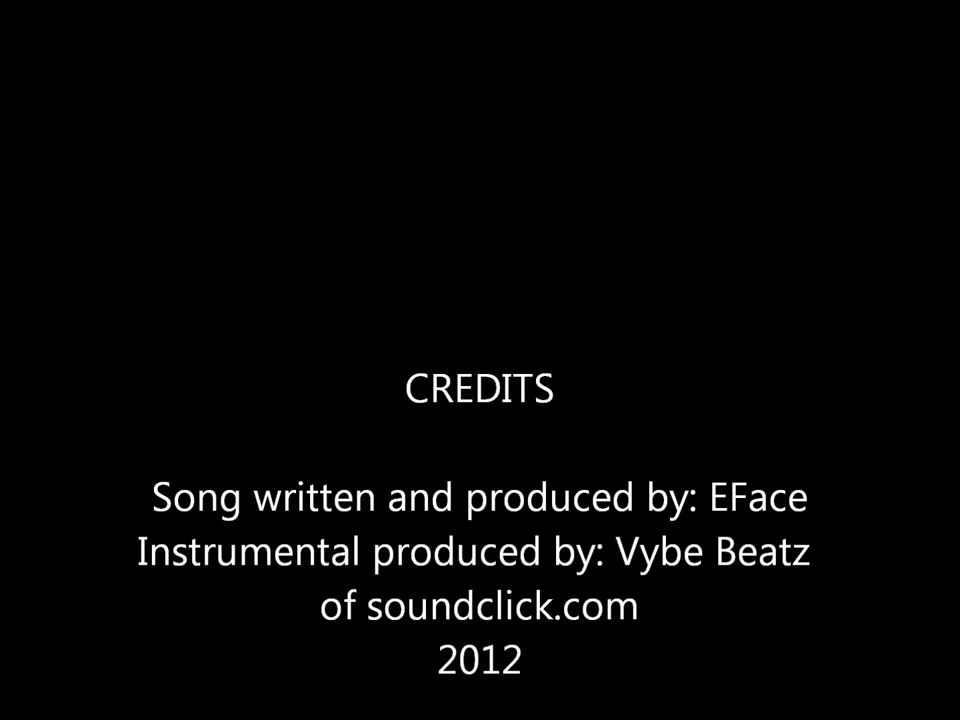 CREDITS
Song written and produced by: EFace
Instrumental produced by: Vybe Beatz
of soundclick.com
2012